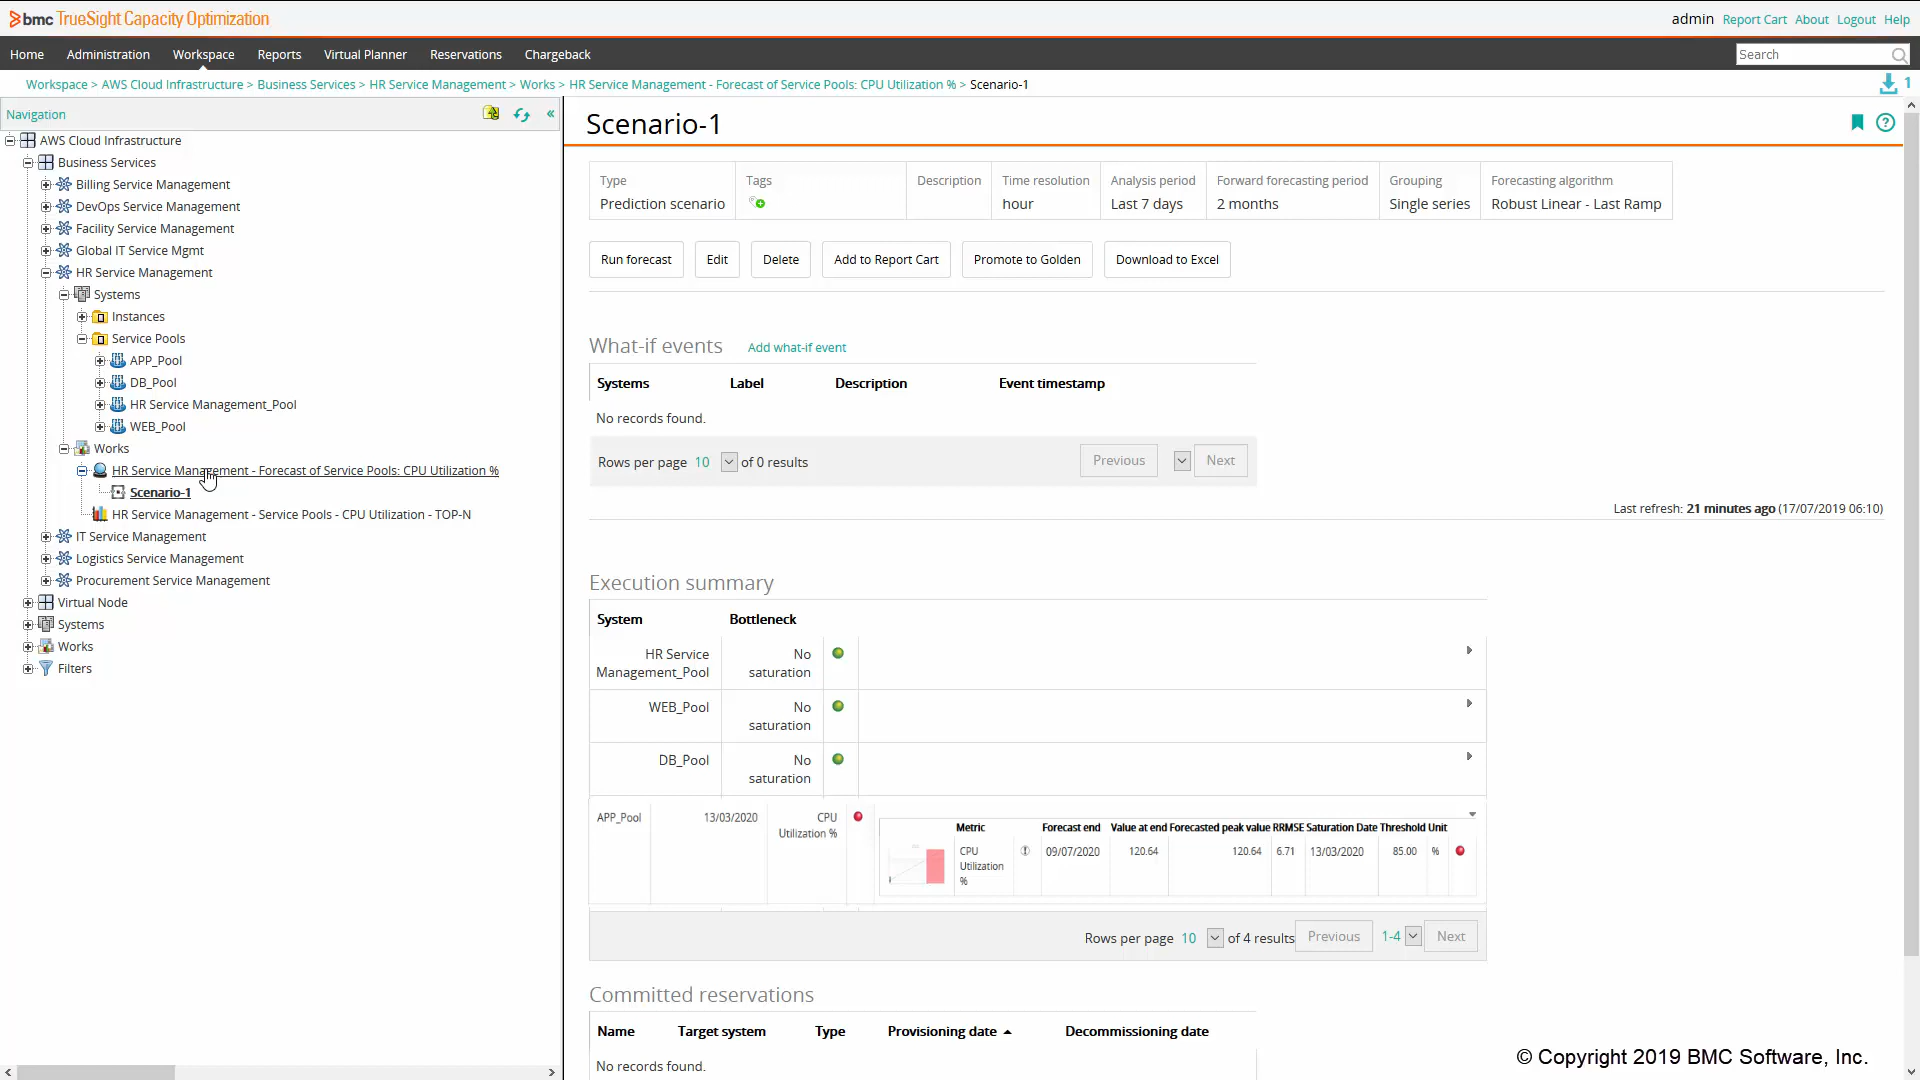 bmc TrueSight Capacity Optimization
admin Report Cart About Logout Help
Home Administration Workspace Reports Virtual Planner Reservations Chargeback
Search
Workspace > AWS Cloud Infrastructure > Business Services > HR Service Management > Works > HR Service Management - Forecast of Service Pools: CPU Utilization % > Scenario-1
1
Navigation
«
AWS Cloud Infrastructure
Business Services
Billing Service Management
DevOps Service Management
Facility Service Management
Global IT Service Mgmt
HR Service Management
Systems
Instances
Service Pools
APP_Pool
DB_Pool
HR Service Management_Pool
WEB_Pool
Works
HR Service Management - Forecast of Service Pools: CPU Utilization %
Scenario-1
HR Service Management - Service Pools - CPU Utilization - TOP-N
IT Service Management
Logistics Service Management
Procurement Service Management
Virtual Node
Systems
Works
Filters
Scenario-1
Type Tags Description Time resolution Analysis period Forward forecasting period Grouping Forecasting algorithm
Prediction scenario hour Last 7 days 2 months Single series Robust Linear - Last Ramp
Run forecast Edit Delete Add to Report Cart Promote to Golden Download to Excel
What-if events Add what-if event
Systems Label Description Event timestamp
No records found.
Rows per page 10 of 0 results Previous Next
Last refresh: 21 minutes ago (17/07/2019 06:10)
Execution summary
System Bottleneck
HR Service No
Management_Pool saturation
WEB_Pool No
saturation
DB_Pool No
saturation
APP_Pool 13/03/2020 CPU
Utilization %
Metric Forecast end Value at end Forecasted peak value RRMSE Saturation Date Threshold Unit
CPU 09/07/2020 120.64 120.64 6.71 13/03/2020 85.00 %
Utilization
%
Rows per page 10 of 4 results Previous 1-4 Next
Committed reservations
Name Target system Type Provisioning date Decommissioning date
No records found.
© Copyright 2019 BMC Software, Inc.